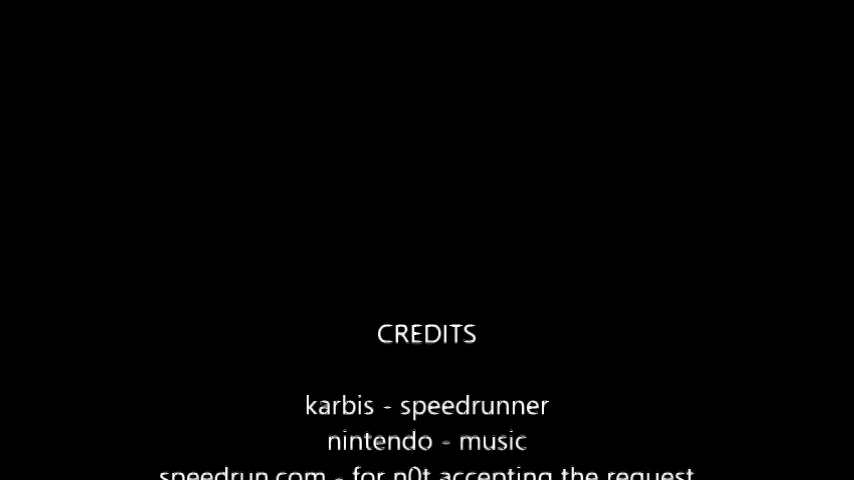 CREDITS
karbis - speedrunner
nintendo - music
speedrun.com - for n0t accepting the request